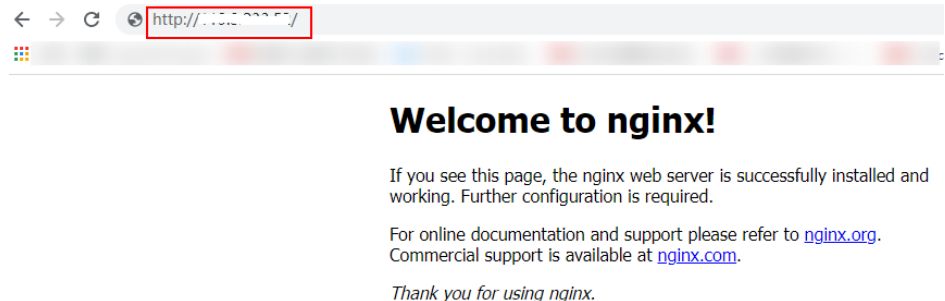 http://
Welcome to nginx!
If you see this page, the nginx web server is successfully installed and
working. Further configuration is required.
For online documentation and support please refer to nginx.org.
Commercial support is available at nginx.com.
Thank you for using nginx.